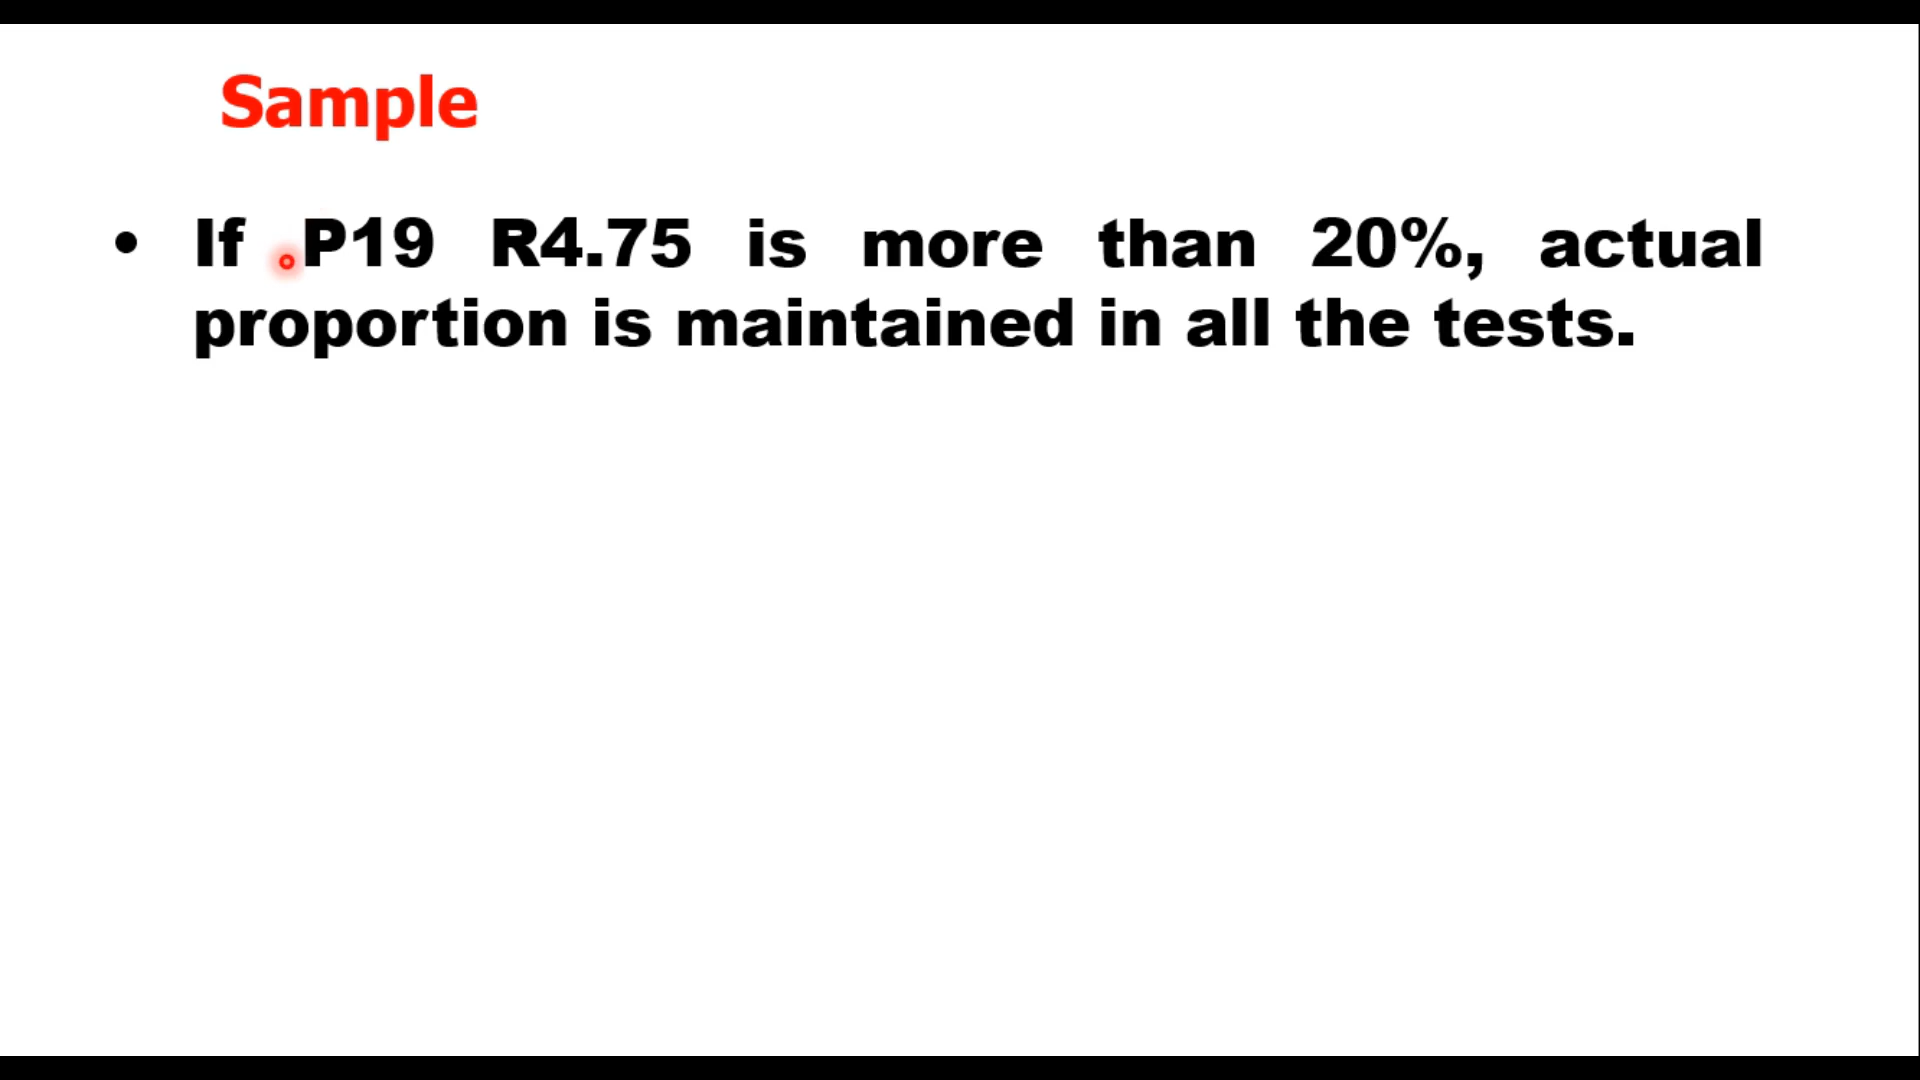 Sample
• If P19 R4.75 is more than 20%, actual
proportion is maintained in all the tests.